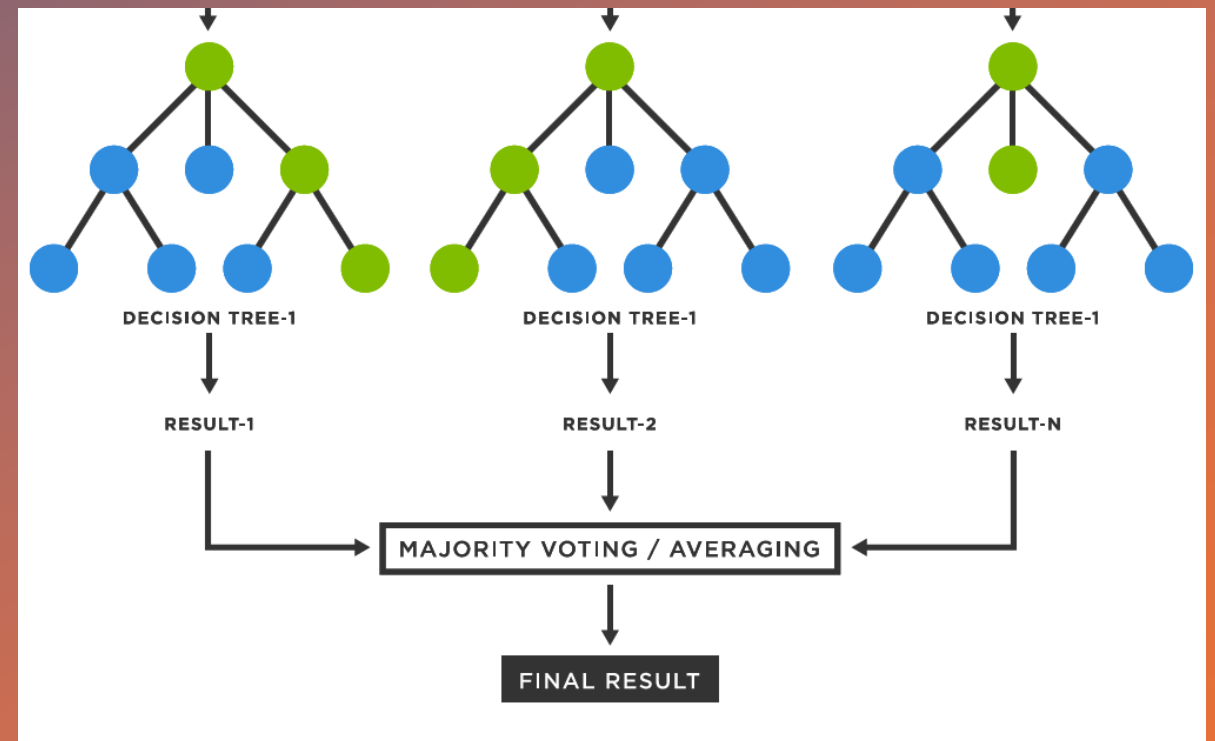 DECISION TREE-1
DECISION TREE-1
DECISION TREE-1
RESULT-1
RESULT-2
RESULT-N
MAJORITY VOTING / AVERAGING
FINAL RESULT